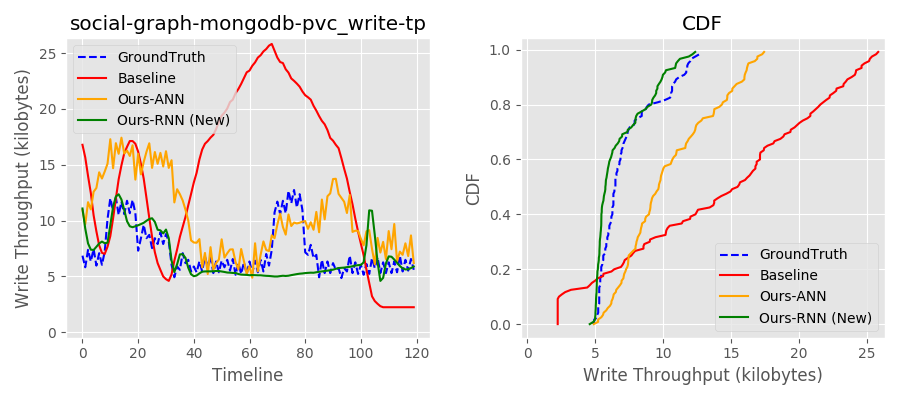 social-graph-mongodb-pvc_write-tp
Write Throughput (kilobytes)
25
20
15
10
5
0
GroundTruth
Baseline
Ours-ANN
Ours-RNN (New)
0 20 40 60 80 100 120
Timeline
CDF
CDF
1.0
0.8
0.6
0.4
0.2
0.0
GroundTruth
Baseline
Ours-ANN
Ours-RNN (New)
0 5 10 15 20 25
Write Throughput (kilobytes)